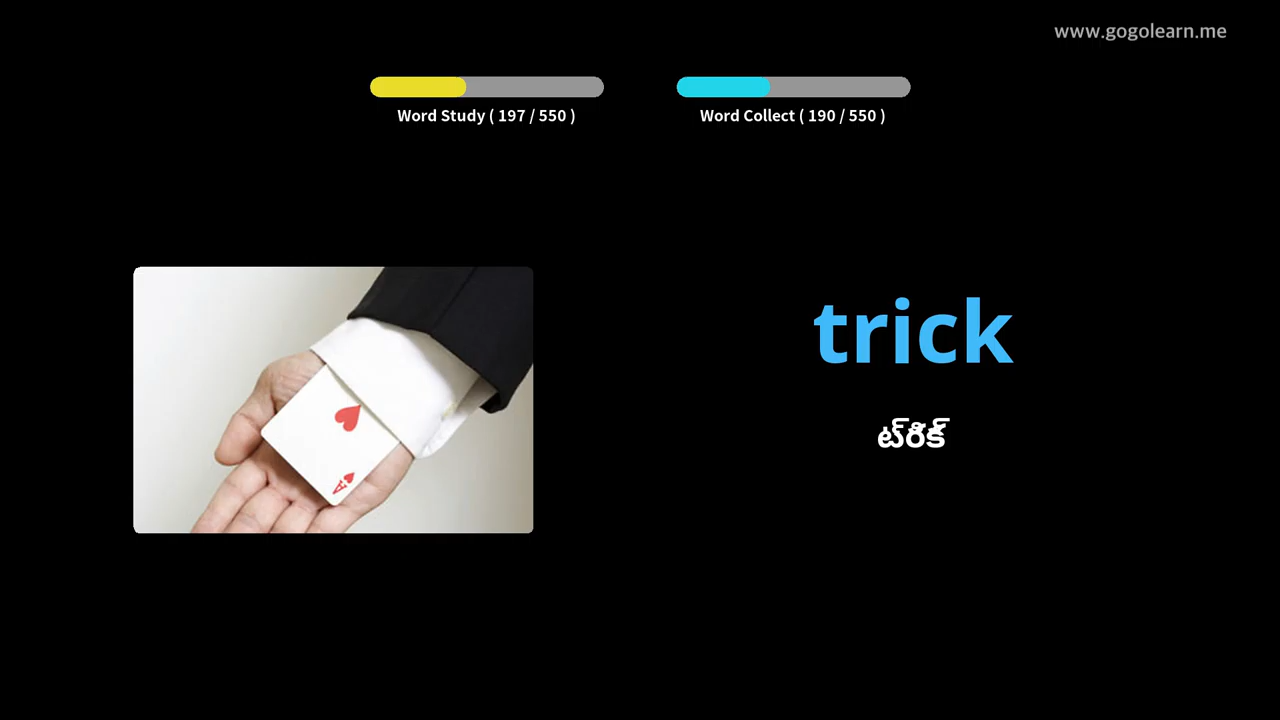 www.gogolearn.me
Word Study ( 197 / 550 )
Word Collect ( 190 / 550 )
A
trick
ట్రిక్